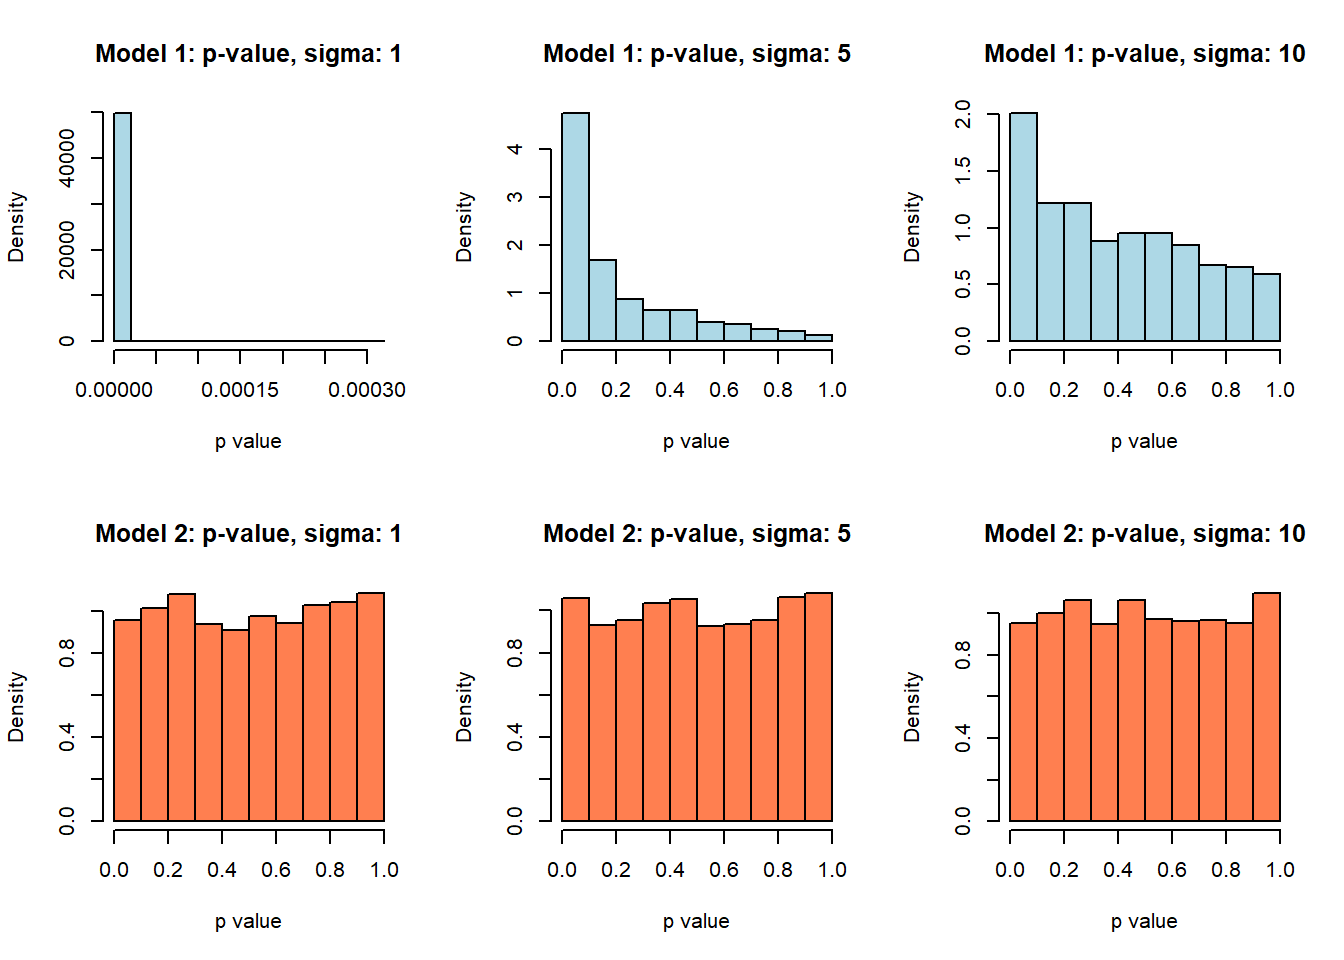 Model 1: p-value, sigma: 1
Density
0 20000 40000
0.00000 0.00015 0.00030
p value
Model 1: p-value, sigma: 5
Density
0 1 2 3 4
0.0 0.2 0.4 0.6 0.8 1.0
p value
Model 1: p-value, sigma: 10
Density
0.0 0.5 1.0 1.5 2.0
0.0 0.2 0.4 0.6 0.8 1.0
p value
Model 2: p-value, sigma: 1
Density
0.0 0.4 0.8
0.0 0.2 0.4 0.6 0.8 1.0
p value
Model 2: p-value, sigma: 5
Density
0.0 0.4 0.8
0.0 0.2 0.4 0.6 0.8 1.0
p value
Model 2: p-value, sigma: 10
Density
0.0 0.4 0.8
0.0 0.2 0.4 0.6 0.8 1.0
p value